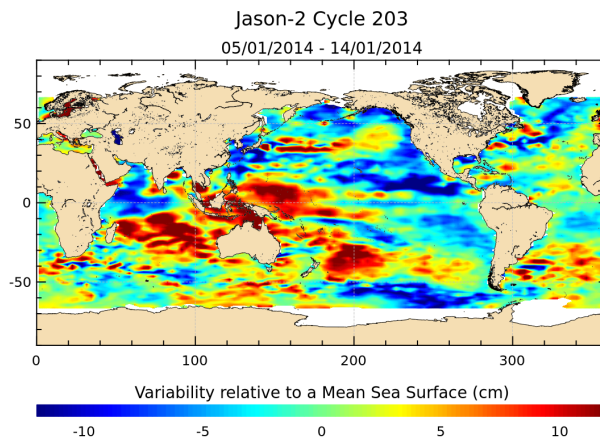 Jason-2 Cycle 203
05/01/2014 - 14/01/2014
50
0
-50
0 100 200 300
Variability relative to a Mean Sea Surface (cm)
-10 -5 0 5 10